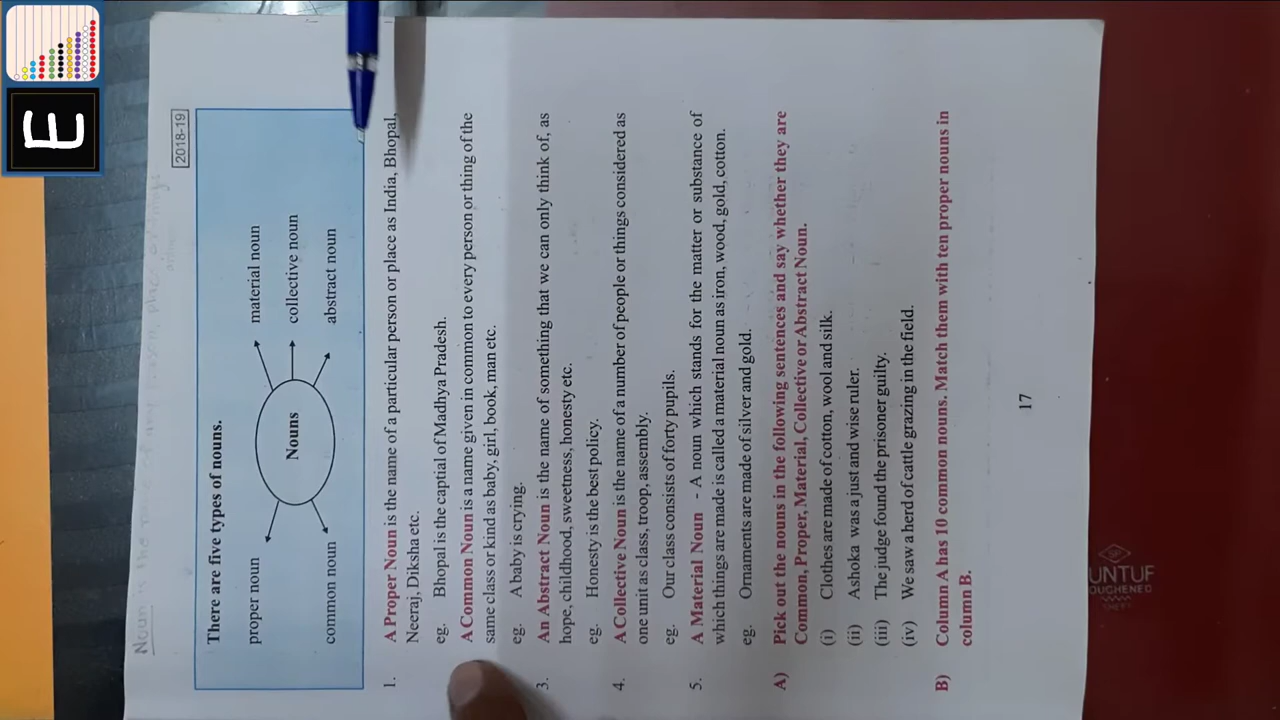 E
Noun is the name of any person, place or things
2018-19
There are five types of nouns.
proper noun
material noun
Nouns
collective noun
common noun
abstract noun
1. A Proper Noun is the name of a particular person or place as India, Bhopal,
Neeraj, Diksha etc.
eg. Bhopal is the captial of Madhya Pradesh.
A Common Noun is a name given in common to every person or thing of the
same class or kind as baby, girl, book, man etc.
eg. A baby is crying.
3. An Abstract Noun is the name of something that we can only think of, as
hope, childhood, sweetness, honesty etc.
eg. Honesty is the best policy.
4. A Collective Noun is the name of a number of people or things considered as
one unit as class, troop, assembly.
eg. Our class consists of forty pupils.
5. A Material Noun - A noun which stands for the matter or substance of
which things are made is called a material noun as iron, wood, gold, cotton.
eg. Ornaments are made of silver and gold.
A) Pick out the nouns in the following sentences and say whether they are
Common, Proper, Material, Collective or Abstract Noun.
(i) Clothes are made of cotton, wool and silk.
(ii) Ashoka was a just and wise ruler.
(iii) The judge found the prisoner guilty.
(iv) We saw a herd of cattle grazing in the field.
B) Column A has 10 common nouns. Match them with ten proper nouns in
column B.
17
UNTUF
OUGHENED